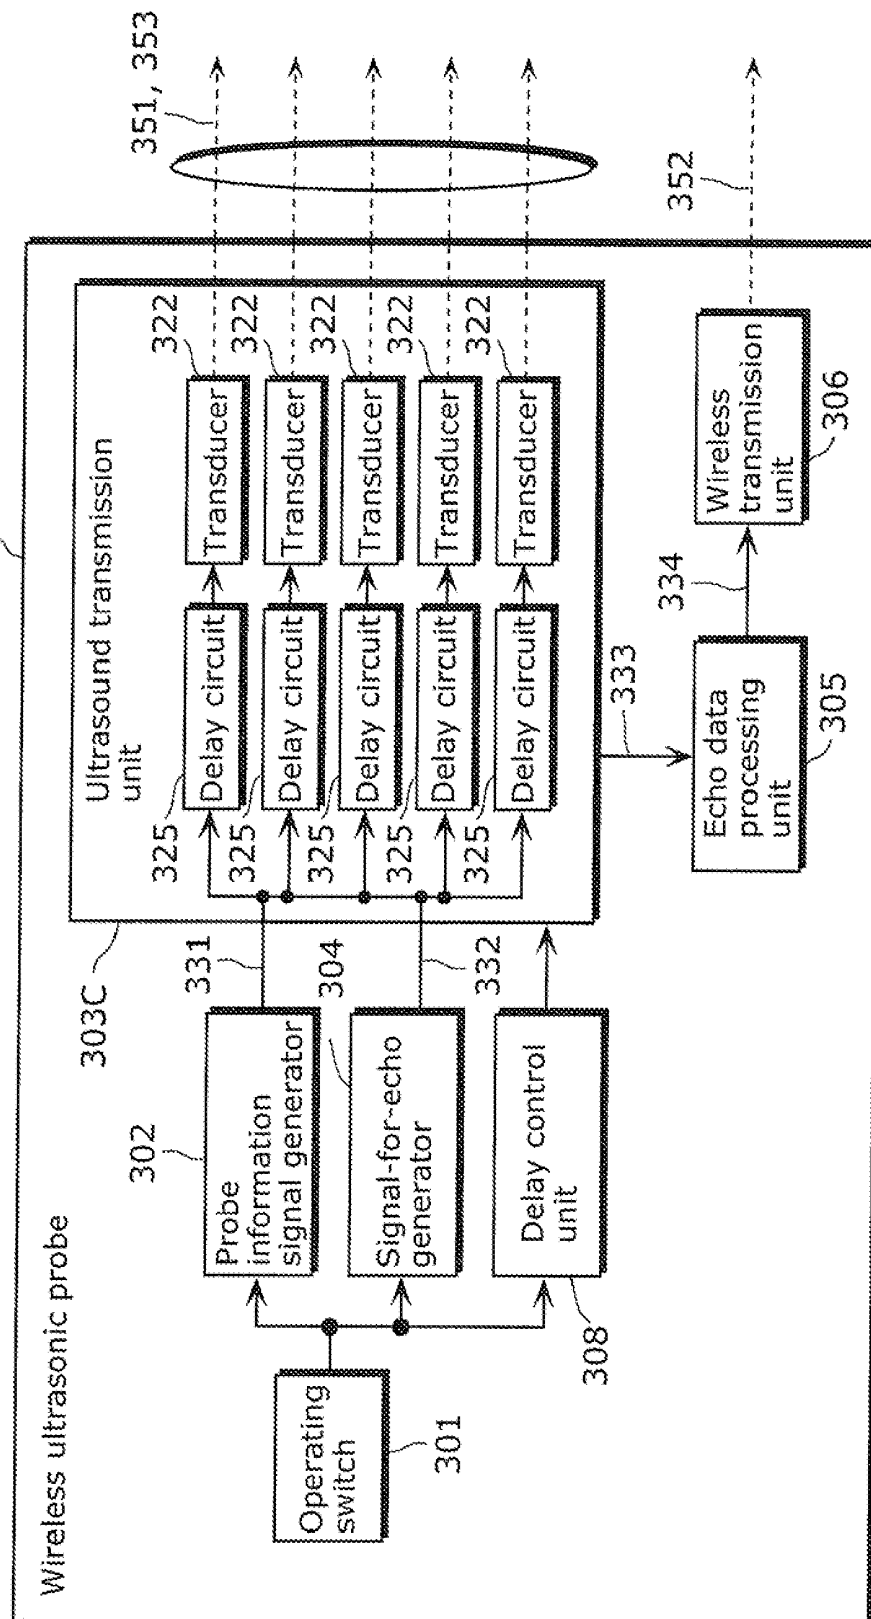 Wireless ultrasonic probe
303C
Ultrasound transmission
unit
351, 353
302
Probe
information
signal generator
331
325
Delay circuit
Transducer
322
325
Delay circuit
Transducer
322
325
Delay circuit
Transducer
322
325
Delay circuit
Transducer
322
325
Delay circuit
Transducer
322
Operating
switch
301
304
Signal-for-echo
generator
332
Delay control
unit
308
333
Echo data
processing
unit
305
334
Wireless
transmission
unit
306
352